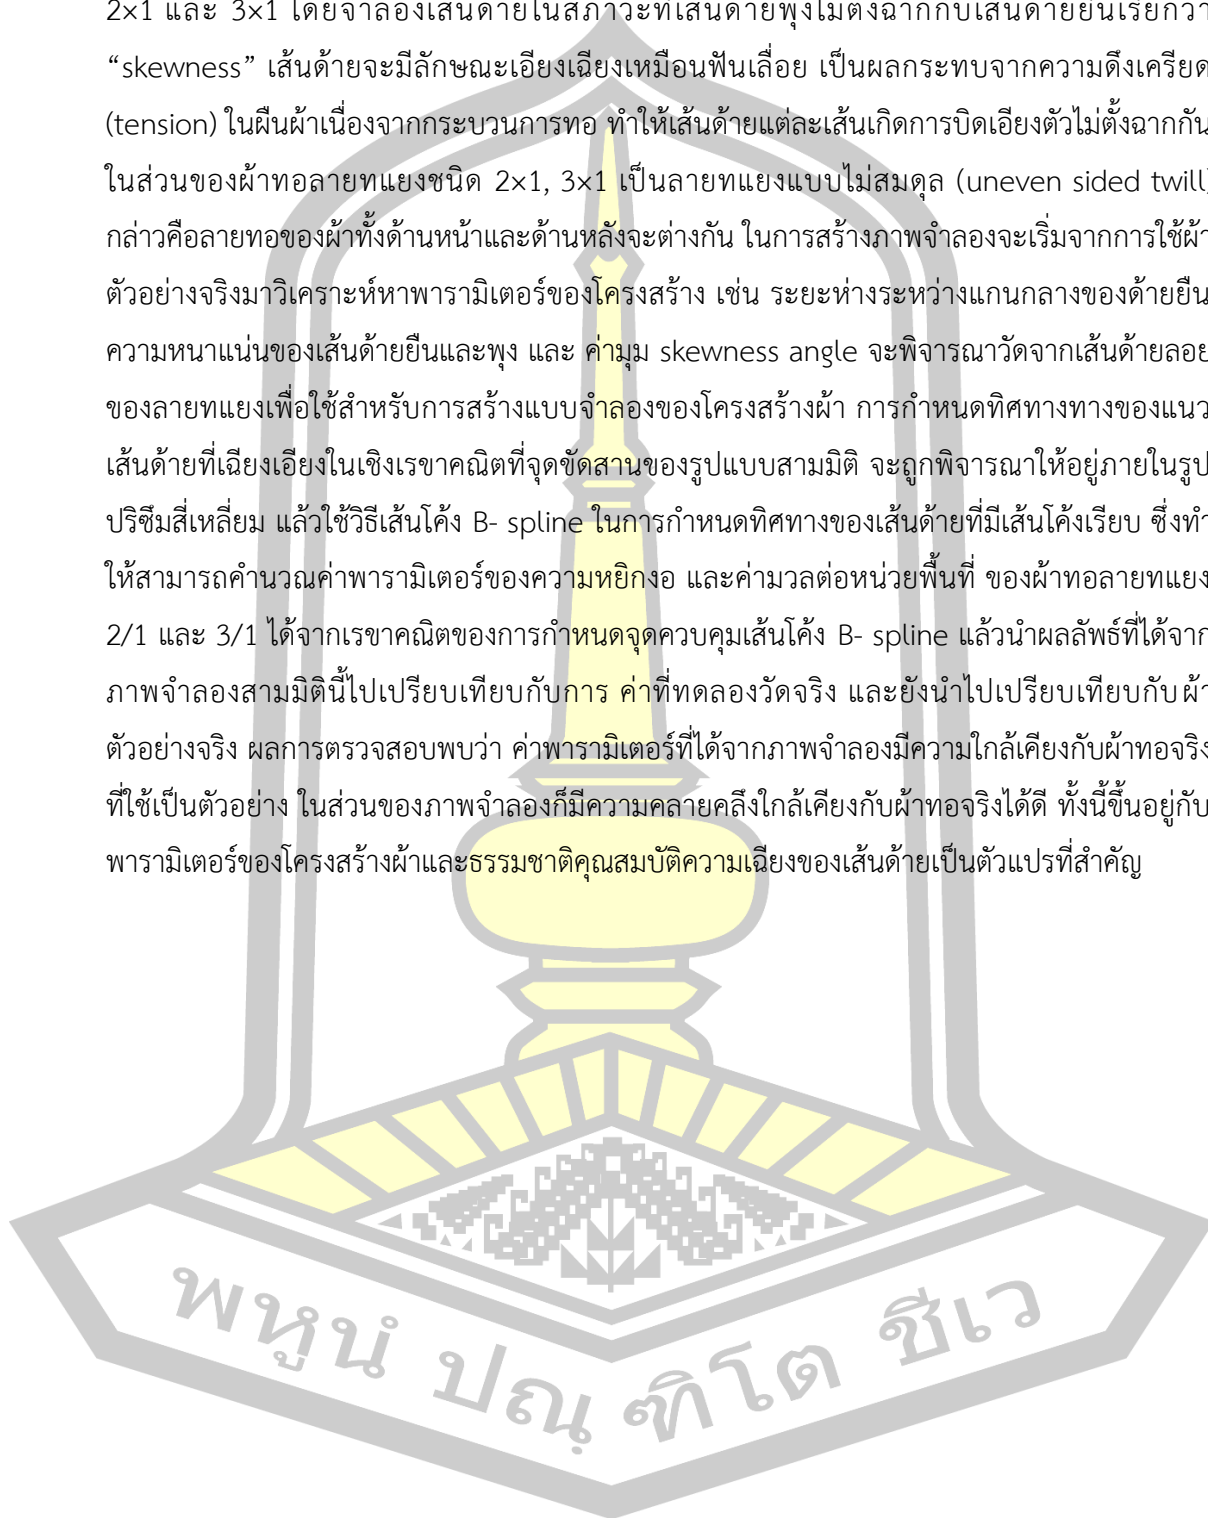 2×1 และ 3×1 โดยจำลองเส้นด้ายในสภาวะที่เส้นด้ายพุ่งไม่ตั้งฉากกับเส้นด้ายยืนเรียกว่า
“skewness” เส้นด้ายจะมีลักษณะเอียงเฉียงเหมือนฟันเลื่อย เป็นผลกระทบจากความดึงเครียด
(tension) ในผืนผ้าเนื่องจากกระบวนการทอ ทำให้เส้นด้ายแต่ละเส้นเกิดการบิดเอียงตัวไม่ตั้งฉากกัน
ในส่วนของผ้าทอลายทแยงชนิด 2×1, 3×1 เป็นลายทแยงแบบไม่สมดุล (uneven sided twill)
กล่าวคือลายทอของผ้าทั้งด้านหน้าและด้านหลังจะต่างกัน ในการสร้างภาพจำลองจะเริ่มจากการใช้ผ้า
ตัวอย่างจริงมาวิเคราะห์หาพารามิเตอร์ของโครงสร้าง เช่น ระยะห่างระหว่างแกนกลางของด้ายยืน
ความหนาแน่นของเส้นด้ายยืนและพุ่ง และ ค่ามุม skewness angle จะพิจารณาวัดจากเส้นด้ายลอย
ของลายทแยงเพื่อใช้สำหรับการสร้างแบบจำลองของโครงสร้างผ้า การกำหนดทิศทางทางของแนว
เส้นด้ายที่เฉียงเอียงในเชิงเรขาคณิตที่จุดขัดสานของรูปแบบสามมิติ จะถูกพิจารณาให้อยู่ภายในรูป
ปริซึมสี่เหลี่ยม แล้วใช้วิธีเส้นโค้ง B- spline ในการกำหนดทิศทางของเส้นด้ายที่มีเส้นโค้งเรียบ ซึ่งทำ
ให้สามารถคำนวณค่าพารามิเตอร์ของความหยิกงอ และค่ามวลต่อหน่วยพื้นที่ ของผ้าทอลายทแยง
2/1 และ 3/1 ได้จากเรขาคณิตของการกำหนดจุดควบคุมเส้นโค้ง B- spline แล้วนำผลลัพธ์ที่ได้จาก
ภาพจำลองสามมิตินี้ไปเปรียบเทียบกับการ ค่าที่ทดลองวัดจริง และยังนำไปเปรียบเทียบกับผ้า
ตัวอย่างจริง ผลการตรวจสอบพบว่า ค่าพารามิเตอร์ที่ได้จากภาพจำลองมีความใกล้เคียงกับผ้าทอจริง
ที่ใช้เป็นตัวอย่าง ในส่วนของภาพจำลองก็มีความคลายคลึงใกล้เคียงกับผ้าทอจริงได้ดี ทั้งนี้ขึ้นอยู่กับ
พารามิเตอร์ของโครงสร้างผ้าและธรรมชาติคุณสมบัติความเฉียงของเส้นด้ายเป็นตัวแปรที่สำคัญ
พหูนํ ปณฺฑิโต ชีเว